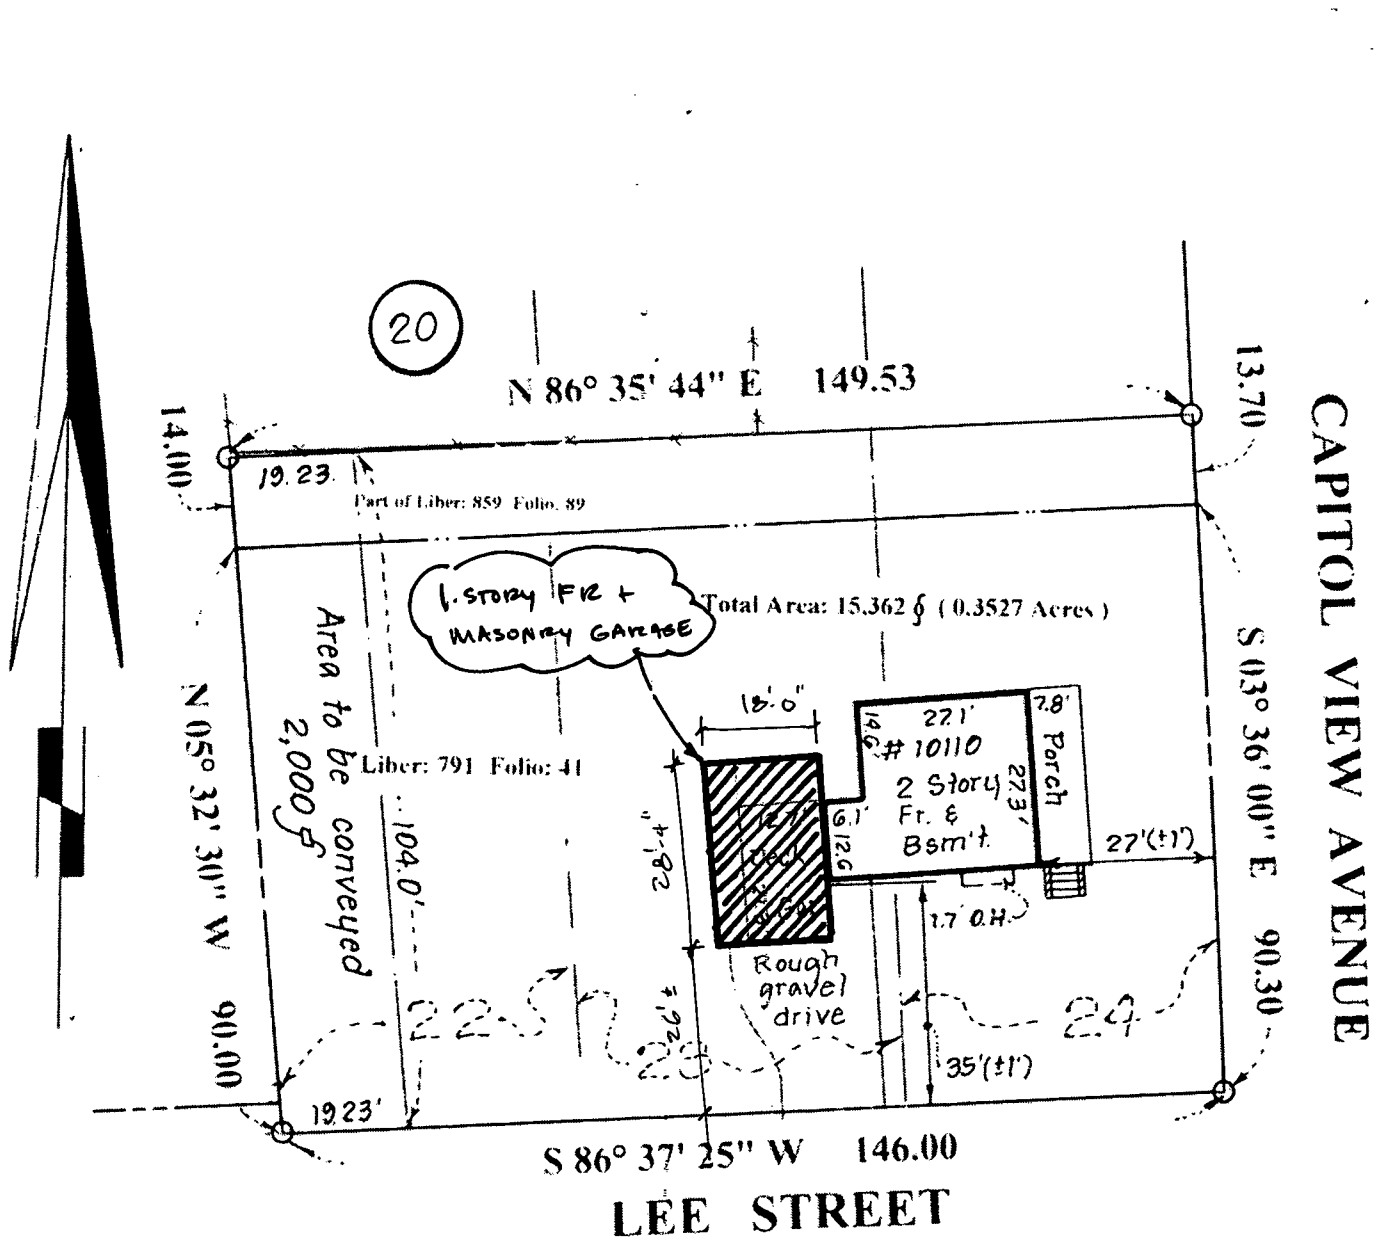 20
N 86° 35' 44" E 149.53
13.70
14.00
19.23
Part of Liber: 859 Folio: 89
1.STORY FR +
MASONRY GARAGE
Total Area: 15,362 ∮ ( 0.3527 Acres )
CAPITOL VIEW AVENUE
S 03° 36' 00" E 90.30
N 05° 32' 30" W 90.00
Area to be conveyed
2,000 ∮
Liber: 791 Folio: 41
104.0'
18'-0"
28'-4"
27.1'
7.8'
# 10110
2 Story
Fr. &
Bsm't.
27.3'
Porch
6.1'
12.6
12.7'
Deck
27'(±1')
1.7' O.H.
Rough
gravel
drive
22
23
24
35'(±1')
19.23'
S 86° 37' 25" W 146.00
LEE STREET